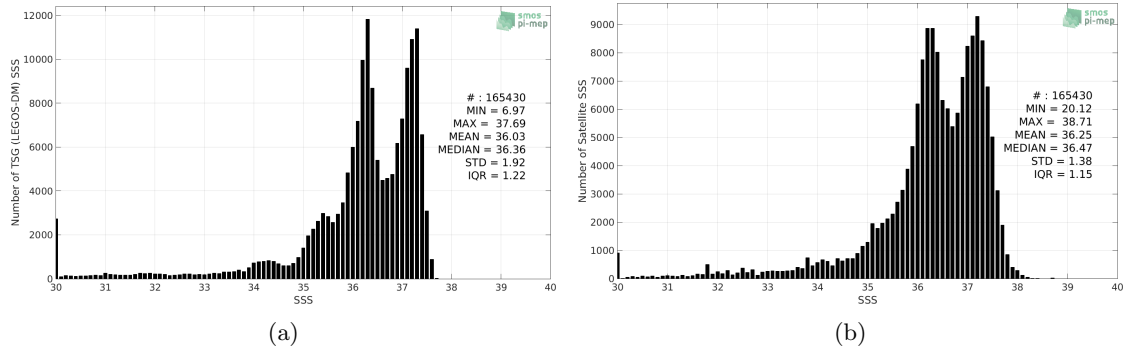 smos
pi-mep
12000
10000
8000
6000
4000
2000
0
Number of TSG (LEGOS-DM) SSS
# : 165430
MIN = 6.97
MAX = 37.69
MEAN = 36.03
MEDIAN = 36.36
STD = 1.92
IQR = 1.22
30 31 32 33 34 35 36 37 38 39 40
SSS
(a)
smos
pi-mep
9000
8000
7000
6000
5000
4000
3000
2000
1000
0
Number of Satellite SSS
# : 165430
MIN = 20.12
MAX = 38.71
MEAN = 36.25
MEDIAN = 36.47
STD = 1.38
IQR = 1.15
30 31 32 33 34 35 36 37 38 39 40
SSS
(b)